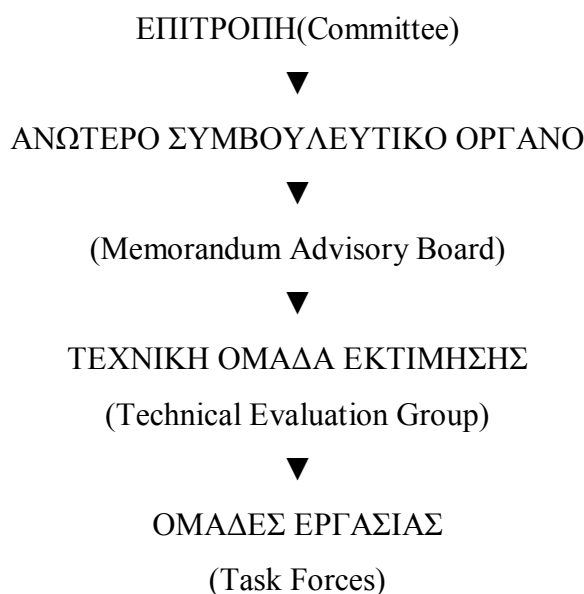 ΕΠΙΤΡΟΠΗ(Committee)
▼
ΑΝΩΤΕΡΟ ΣΥΜΒΟΥΛΕΥΤΙΚΟ ΟΡΓΑΝΟ
▼
(Memorandum Advisory Board)
▼
ΤΕΧΝΙΚΗ ΟΜΑΔΑ ΕΚΤΙΜΗΣΗΣ
(Technical Evaluation Group)
▼
ΟΜΑΔΕΣ ΕΡΓΑΣΙΑΣ
(Task Forces)